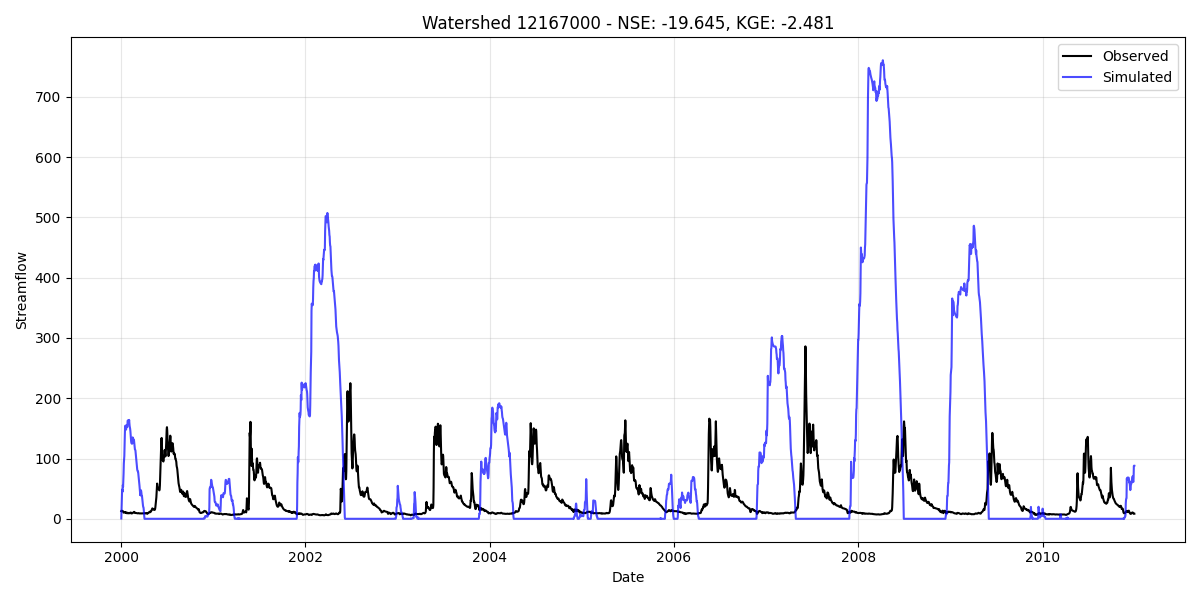 Watershed 12167000 - NSE: -19.645, KGE: -2.481
Observed
Simulated
Streamflow
700
600
500
400
300
200
100
0
2000 2002 2004 2006 2008 2010
Date